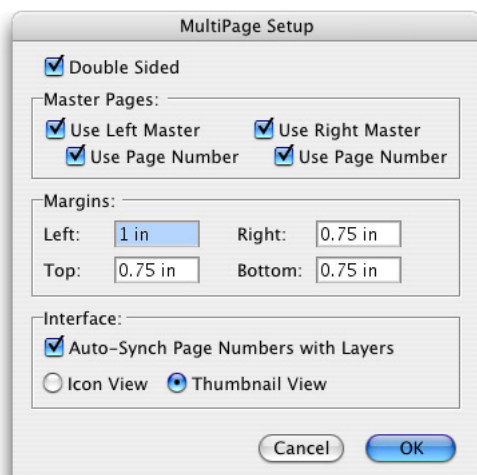 MultiPage Setup
Double Sided
Master Pages:
Use Left Master Use Right Master
Use Page Number Use Page Number
Margins:
Left: 1 in Right: 0.75 in
Top: 0.75 in Bottom: 0.75 in
Interface:
Auto-Synch Page Numbers with Layers
Icon View Thumbnail View
Cancel OK